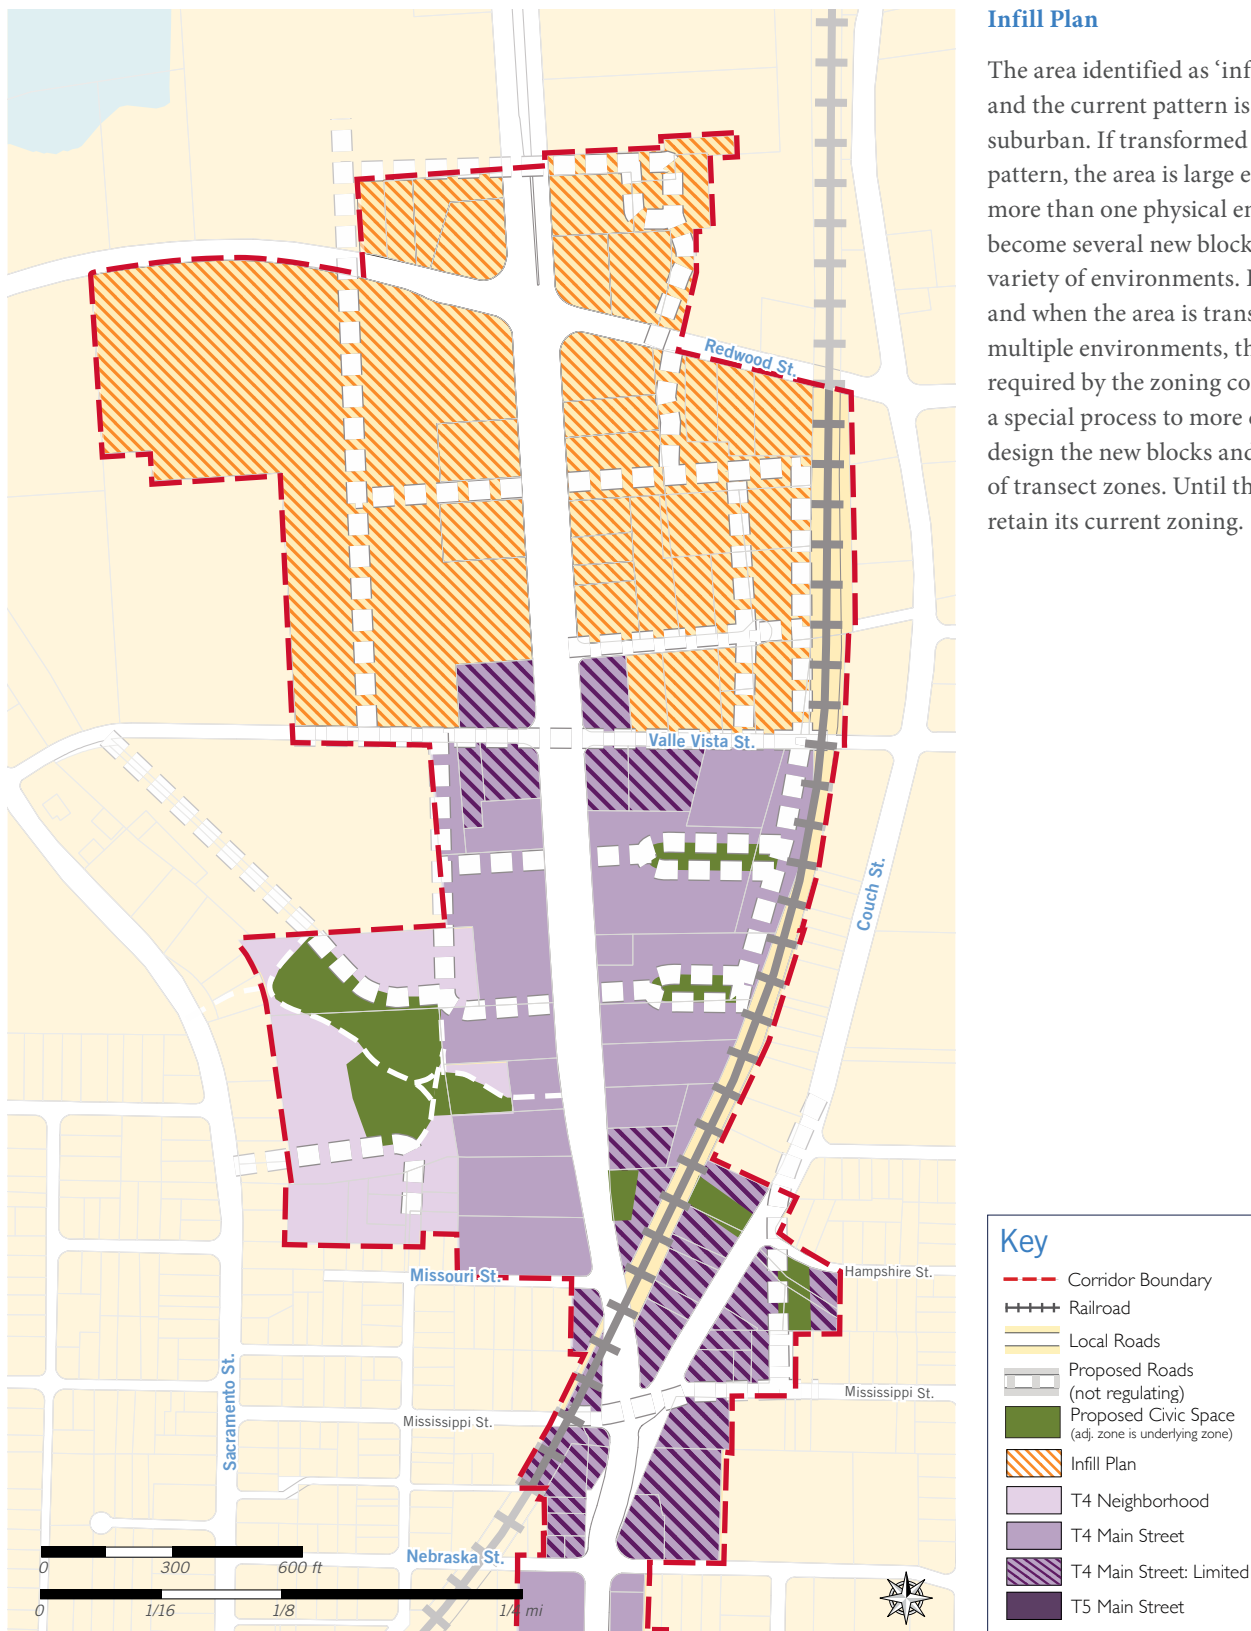 Infill Plan
The area identified as ‘inf
and the current pattern is
suburban. If transformed
pattern, the area is large e
more than one physical en
become several new block
variety of environments. I
and when the area is trans
multiple environments, th
required by the zoning co
a special process to more c
design the new blocks and
of transect zones. Until th
retain its current zoning.
Redwood St.
Valle Vista St.
Couch St.
Missouri St.
Hampshire St.
Sacramento St.
Mississippi St.
Mississippi St.
Nebraska St.
0 300 600 ft
0 1/16 1/8 1/4 mi
Key
Corridor Boundary
Railroad
Local Roads
Proposed Roads
(not regulating)
Proposed Civic Space
(adj. zone is underlying zone)
Infill Plan
T4 Neighborhood
T4 Main Street
T4 Main Street: Limited
T5 Main Street